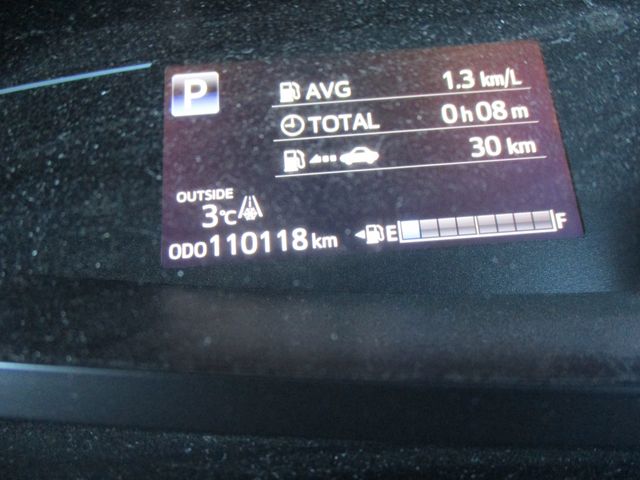 P
AVG 1.3 km/L
TOTAL 0h08m
30 km
OUTSIDE
3℃
ODO110118km E F